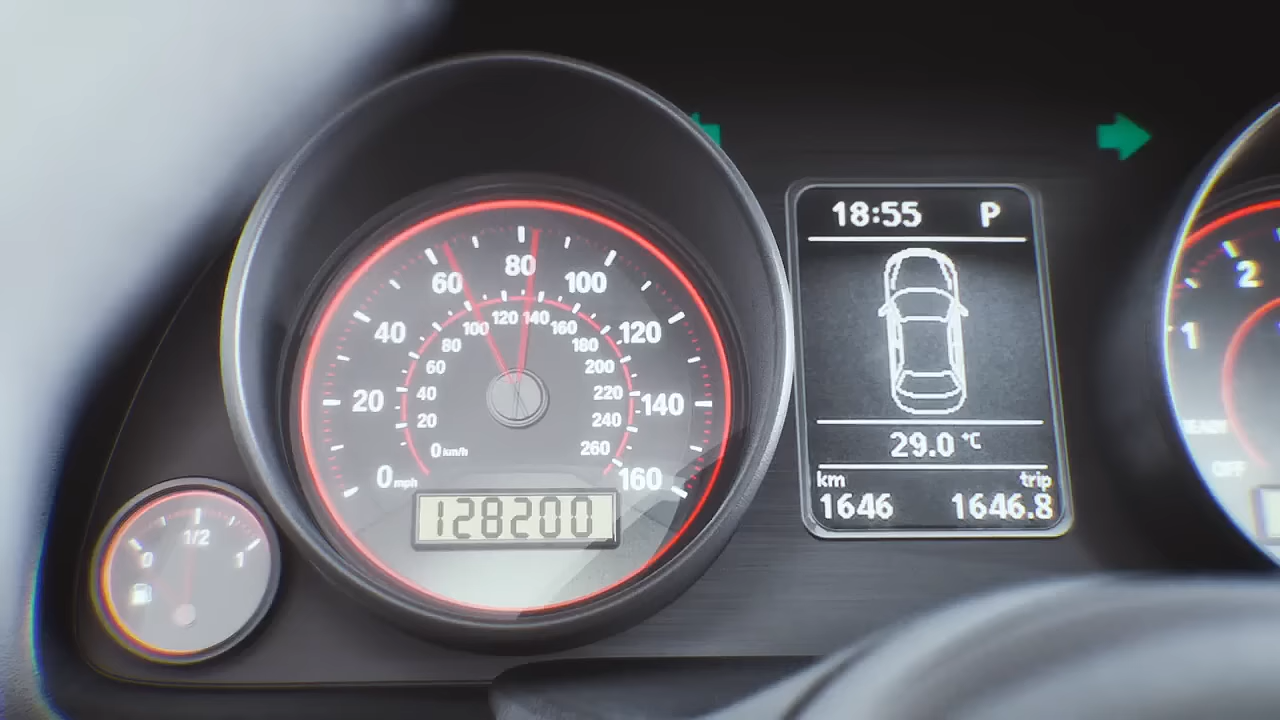 80
60 100
40 120
20 140
0 mph 160
120 140
100 160
80 180
60 200
40 220
20 240
0 km/h 260
128200
0 1/2 1
18:55 P
29.0 °C
km trip
1646 1646.8
2
1
READY
OFF